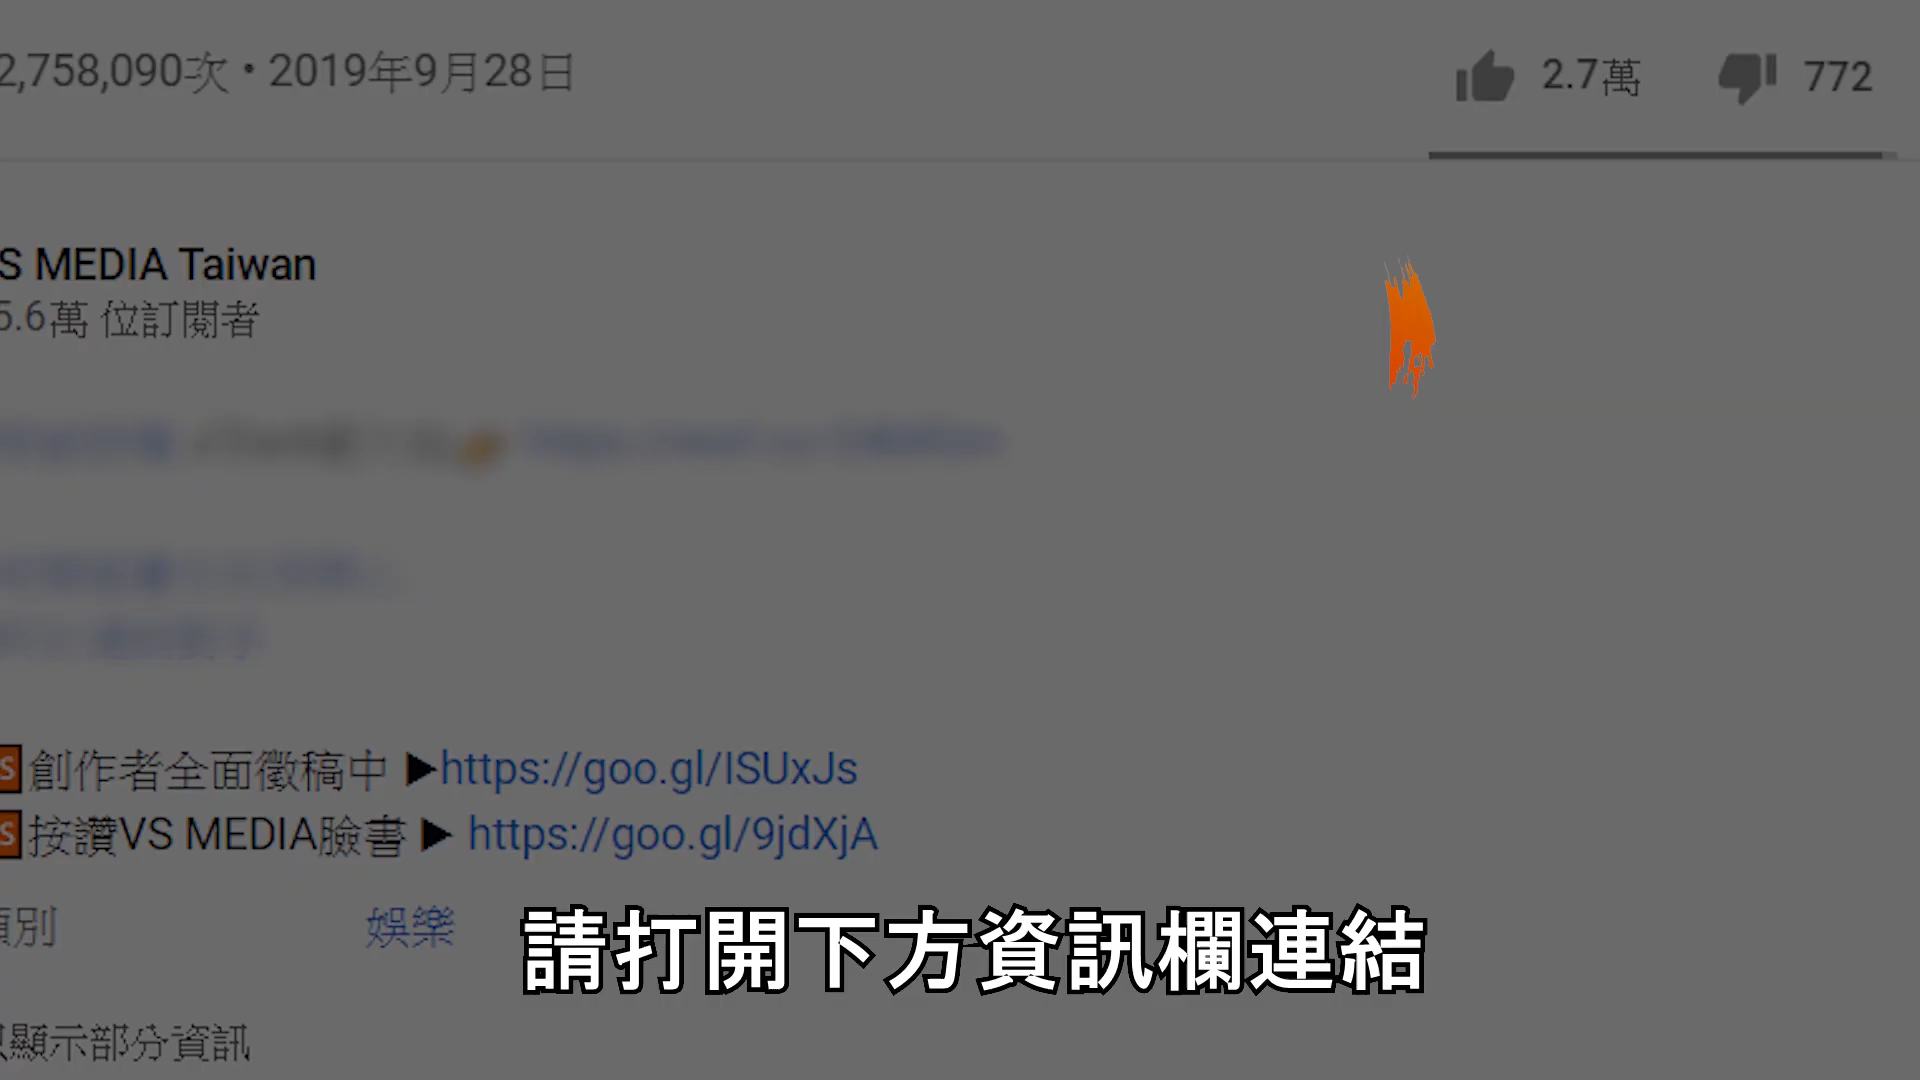 2,758,090次 • 2019年9月28日
2.7萬
772
S MEDIA Taiwan
5.6萬 位訂閱者
S創作者全面徵稿中 ▶https://goo.gl/ISUxJs
S按讚VS MEDIA臉書 ▶ https://goo.gl/9jdXjA
類別
娛樂
請打開下方資訊欄連結
只顯示部分資訊